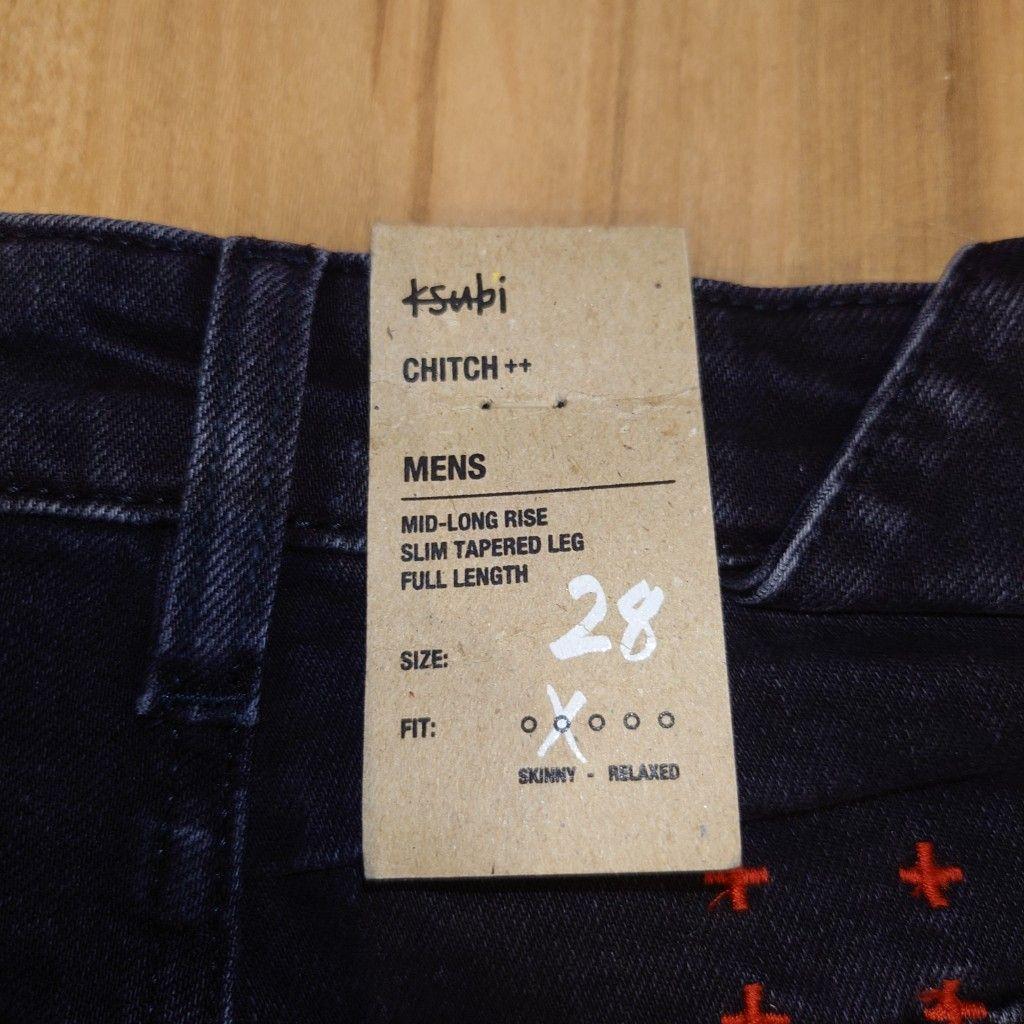 ksubi
CHITCH ++
MENS
MID-LONG RISE
SLIM TAPERED LEG
FULL LENGTH
SIZE: 28
FIT: X
SKINNY - RELAXED